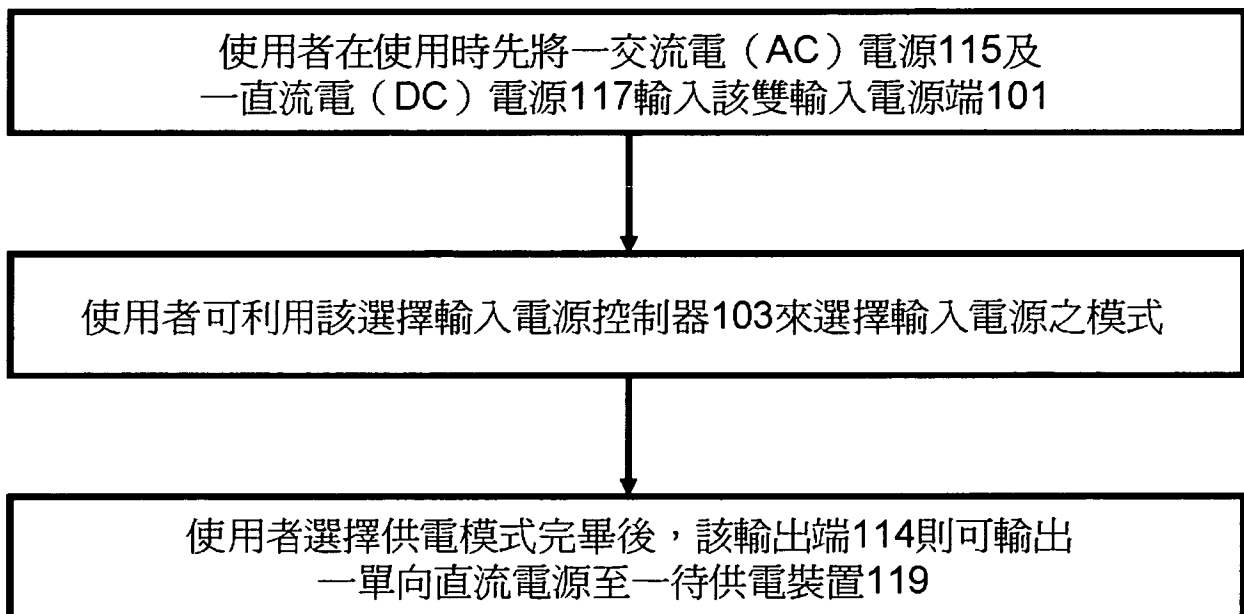 使用者在使用時先將一交流電（AC）電源115及
一直流電（DC）電源117輸入該雙輸入電源端101
使用者可利用該選擇輸入電源控制器103來選擇輸入電源之模式
使用者選擇供電模式完畢後，該輸出端114則可輸出
一單向直流電源至一待供電裝置119